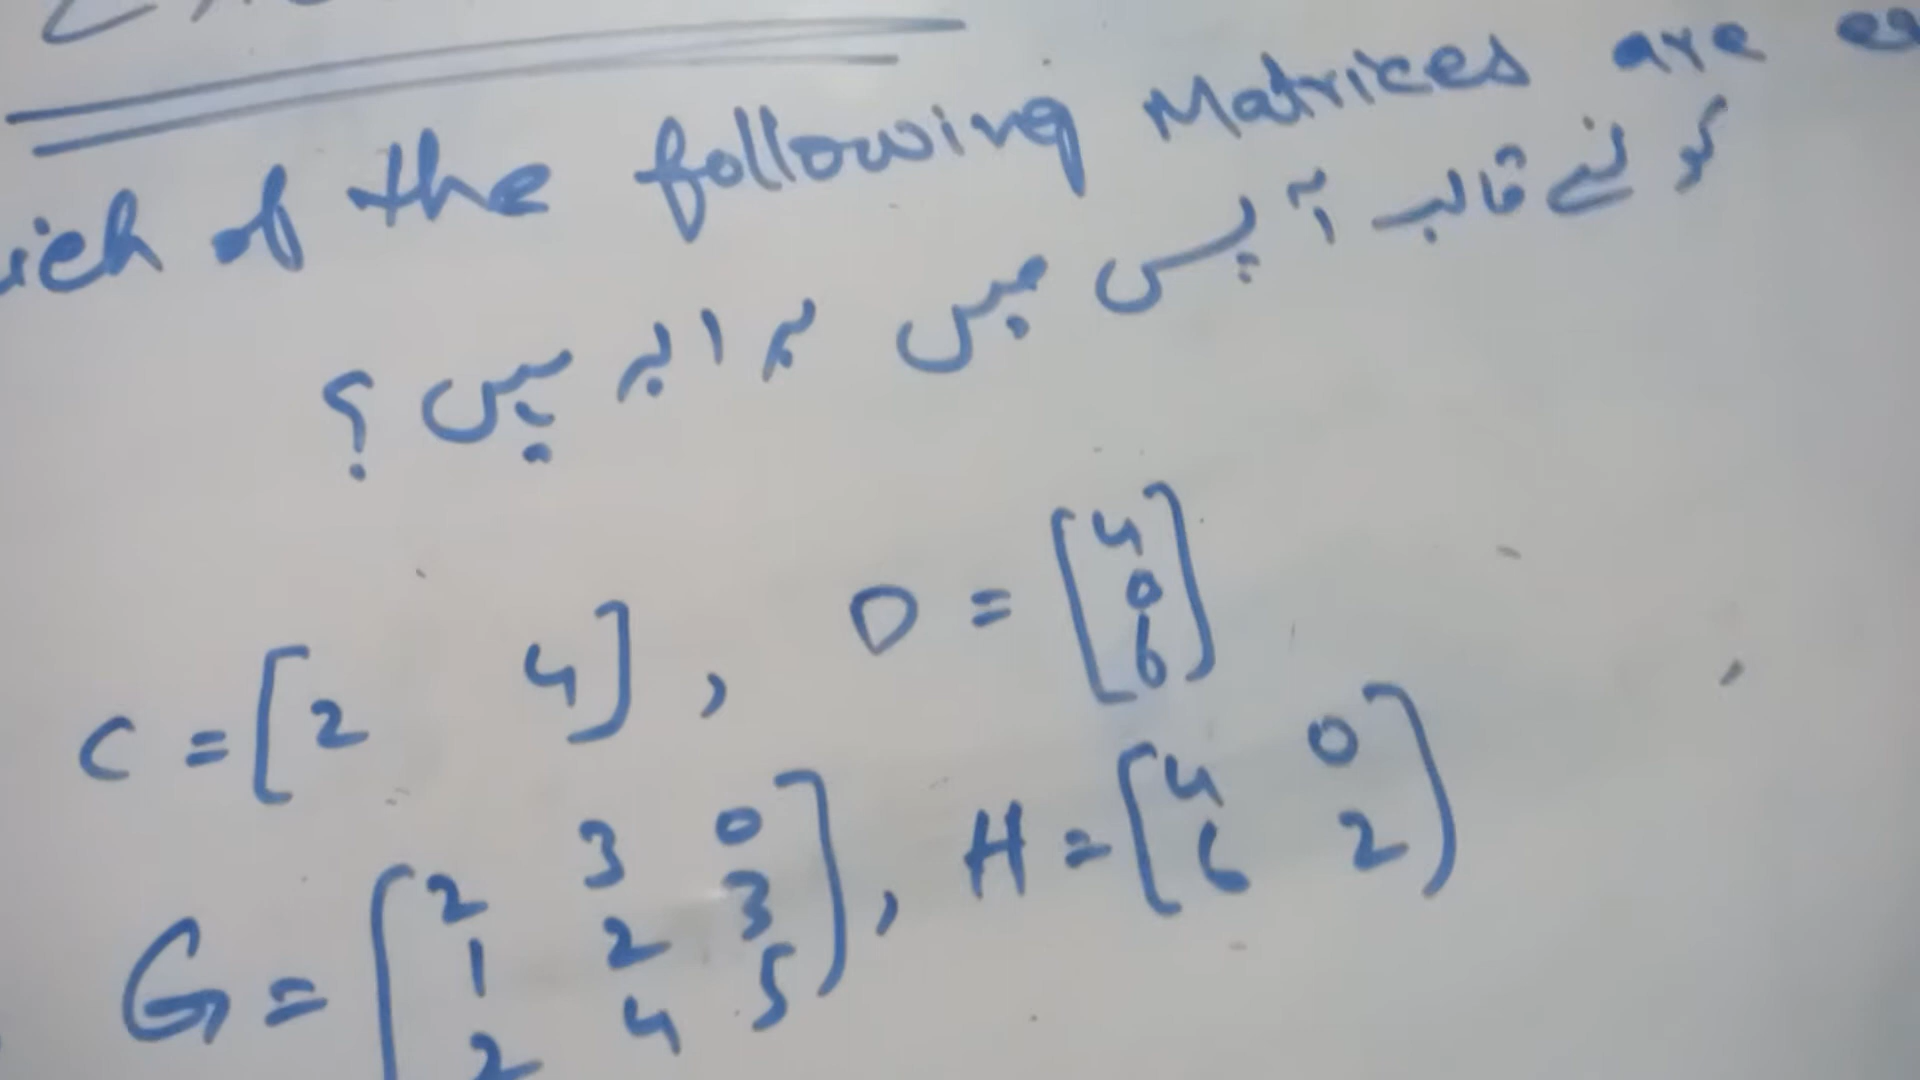 of the following Matrices are
کونسے قالب آپس میں برابر ہیں ؟
C = [2 4] , D = [4 0 6]
G = [2 3 0
1 2 3
2 4 5] , H = [4 0
6 2]